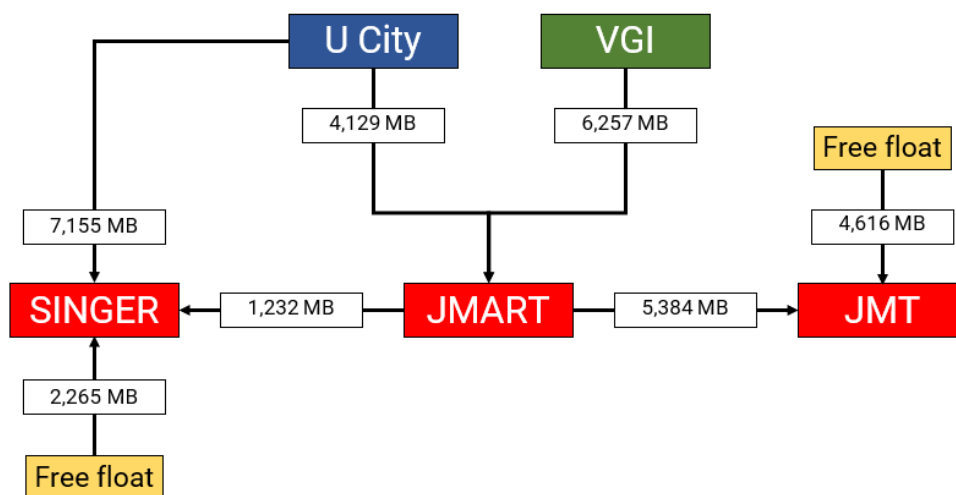 U City
VGI
4,129 MB
6,257 MB
Free float
7,155 MB
4,616 MB
SINGER
1,232 MB
JMART
5,384 MB
JMT
2,265 MB
Free float